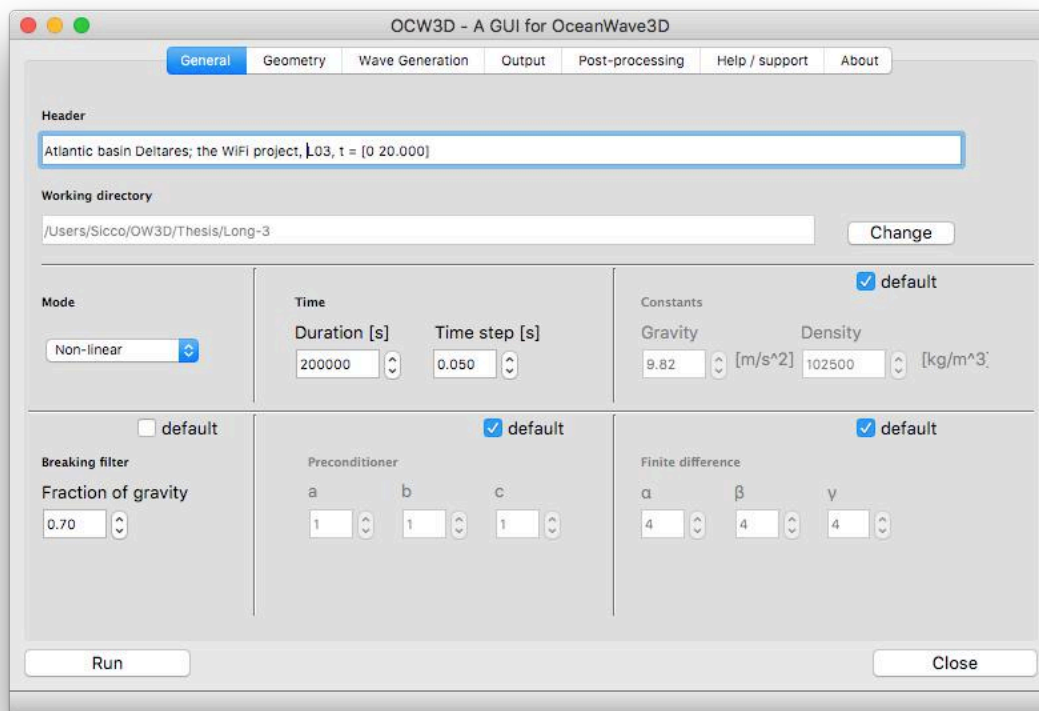 OCW3D - A GUI for OceanWave3D
General Geometry Wave Generation Output Post-processing Help / support About
Header
Atlantic basin Deltares; the WiFi project, L03, t = [0 20.000]
Working directory
/Users/Sicco/OW3D/Thesis/Long-3
Change
default
Mode
Non-linear
Time
Duration [s] Time step [s]
200000 0.050
Constants
Gravity Density
9.82 [m/s^2] 102500 [kg/m^3]
default
Breaking filter
Fraction of gravity
0.70
default
Preconditioner
a b c
1 1 1
default
Finite difference
α β γ
4 4 4
Run Close